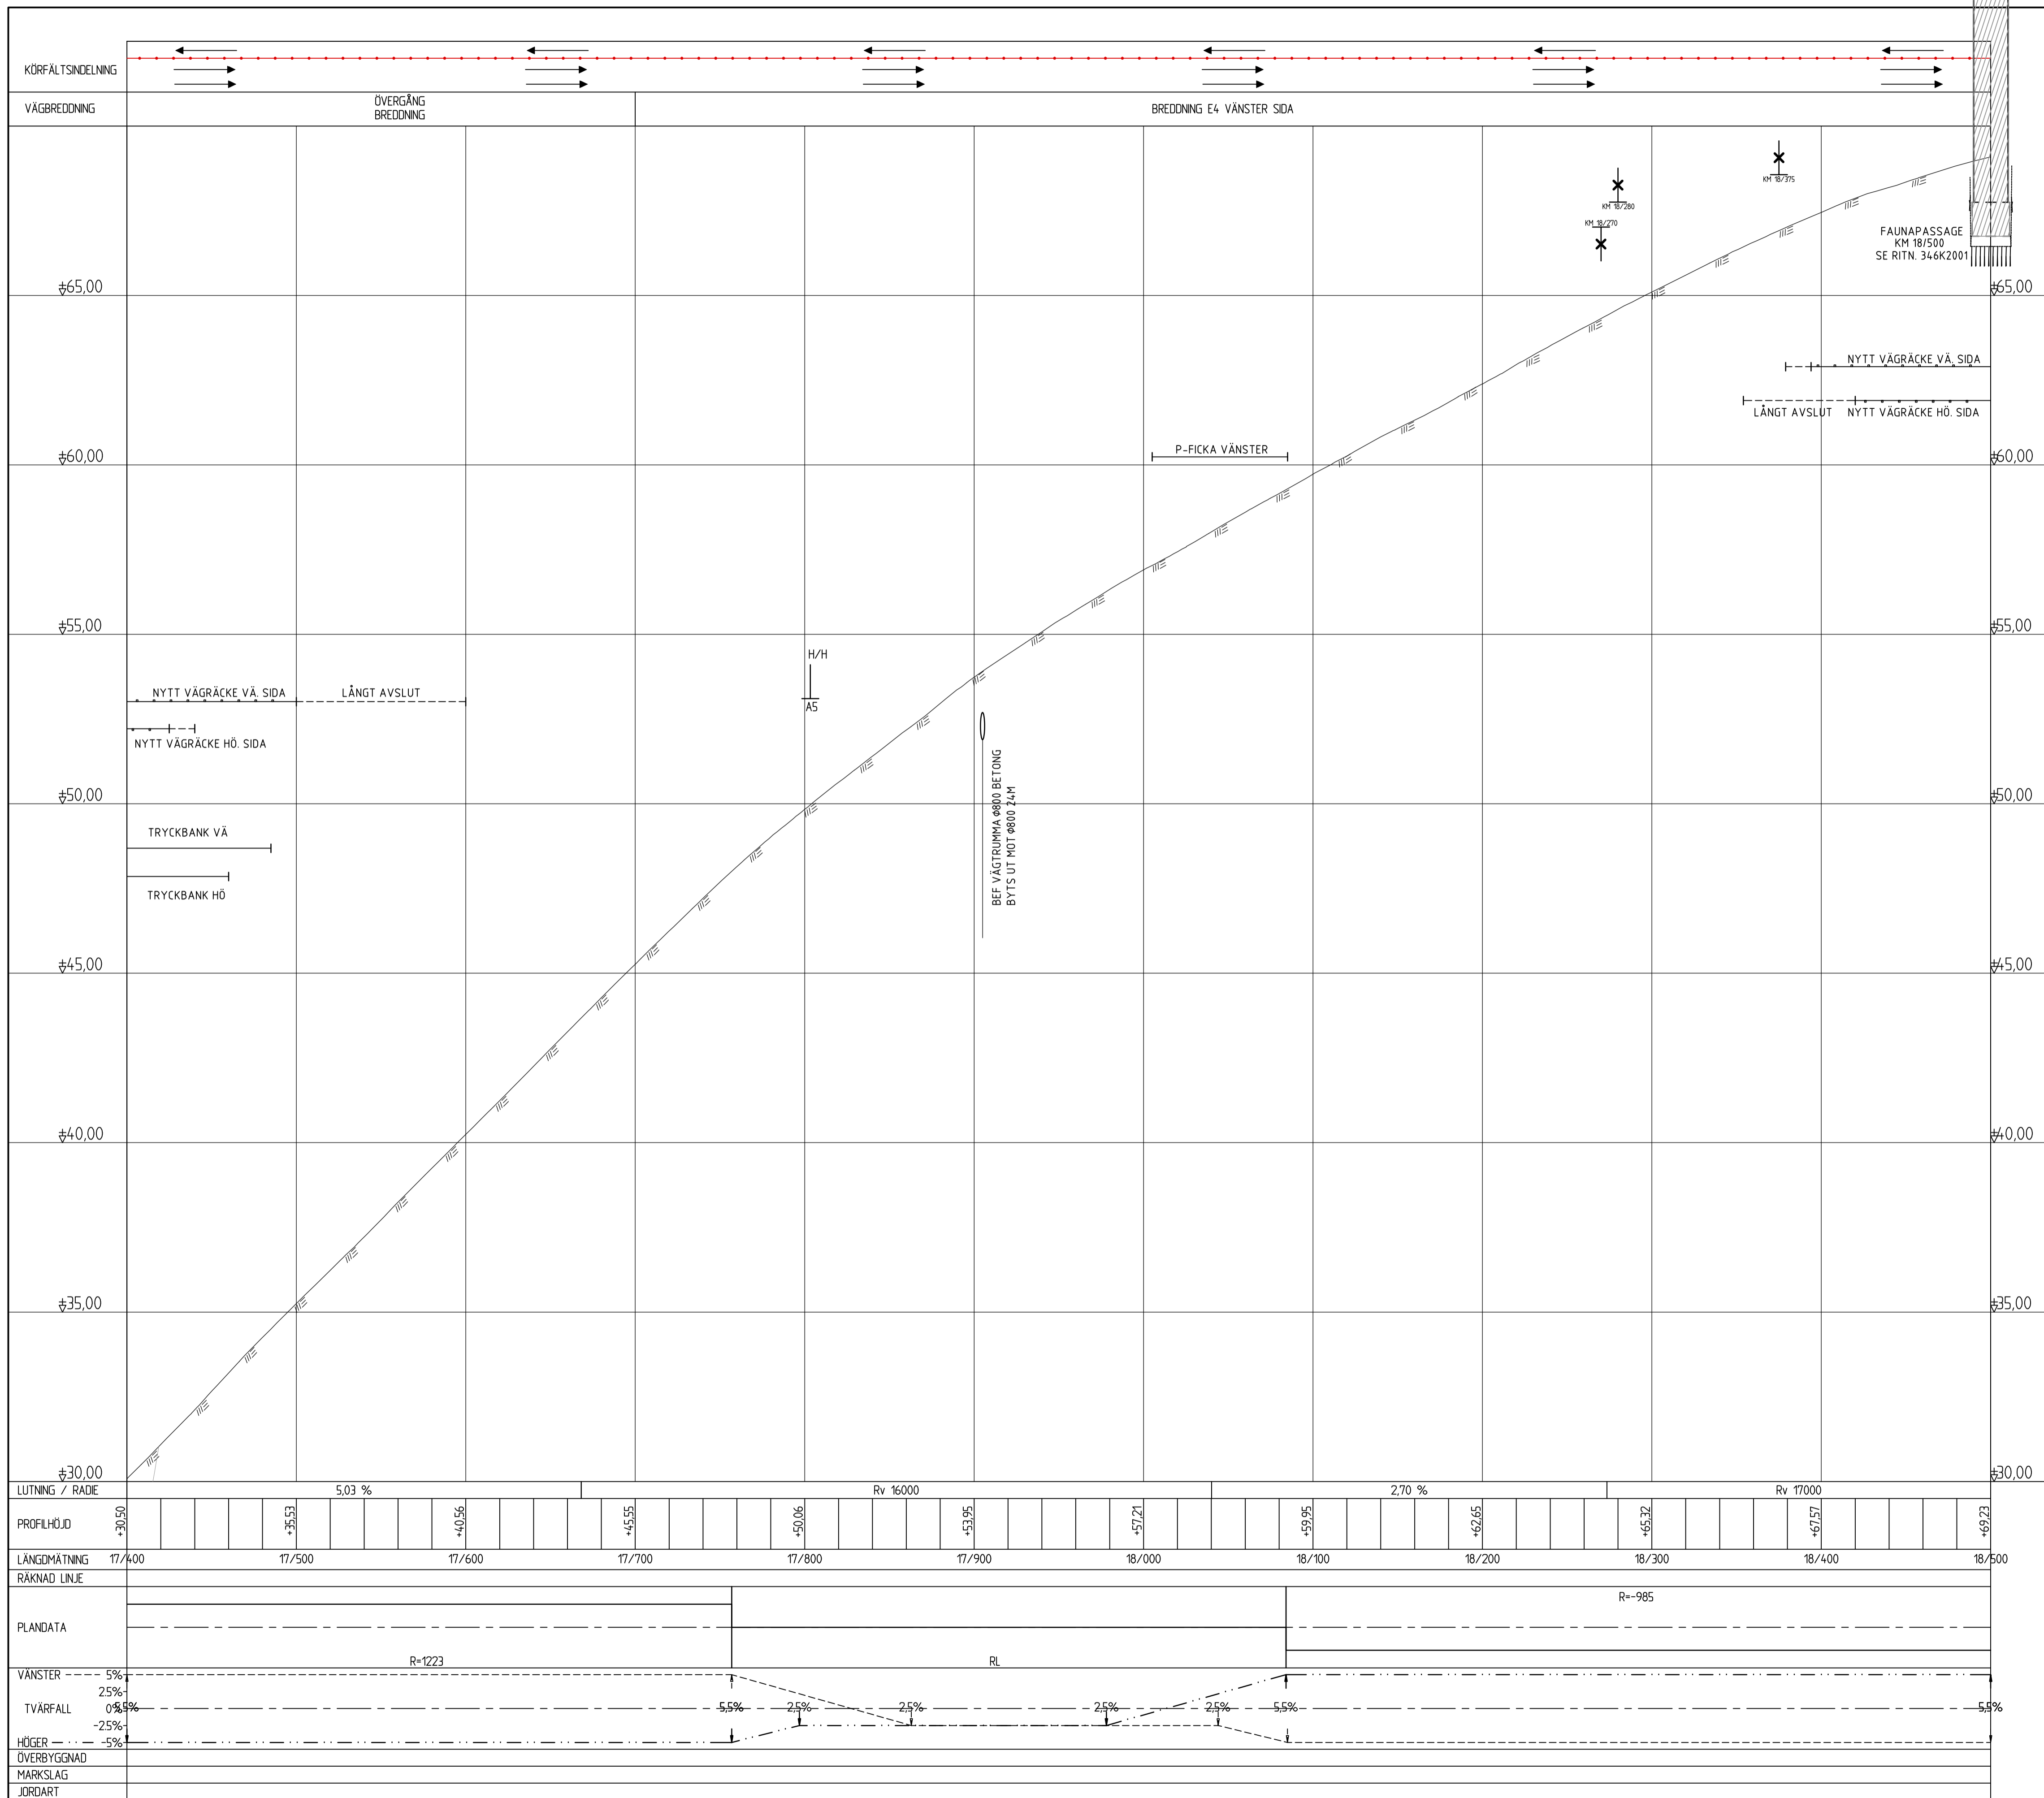 KÖRFÄLTSINDELNING
VÄGBREDDNING
ÖVERGÅNG
BREDDNING
BREDDNING E4 VÄNSTER SIDA
KM 18/375
KM 18/280
KM 18/270
FAUNAPASSAGE
KM 18/500
SE RITN. 346K2001
+65,00
+65,00
NYTT VÄGRÄCKE VÄ. SIDA
LÅNGT AVSLUT
NYTT VÄGRÄCKE HÖ. SIDA
P-FICKA VÄNSTER
+60,00
+60,00
+55,00
+55,00
H/H
A5
NYTT VÄGRÄCKE VÄ. SIDA
LÅNGT AVSLUT
NYTT VÄGRÄCKE HÖ. SIDA
BEF VÄGTRUMMA Ø800 BETONG
BYTS UT MOT Ø800 24M
+50,00
+50,00
TRYCKBANK VÄ
TRYCKBANK HÖ
+45,00
+45,00
+40,00
+40,00
+35,00
+35,00
+30,00
+30,00
LUTNING / RADIE
5,03 %
Rv 16000
2,70 %
Rv 17000
PROFILHÖJD
+30,50
+35,53
+40,56
+45,55
+50,06
+53,95
+57,21
+59,95
+62,65
+65,32
+67,57
+69,23
LÄNGDMÄTNING
17/400
17/500
17/600
17/700
17/800
17/900
18/000
18/100
18/200
18/300
18/400
18/500
RÄKNAD LINJE
PLANDATA
R=1223
RL
R=-985
VÄNSTER
5%
2.5%
TVÄRFALL
0%
5,5%
5,5%
2,5%
2,5%
2,5%
2,5%
5,5%
5,5%
-2.5%
HÖGER
-5%
ÖVERBYGGNAD
MARKSLAG
JORDART